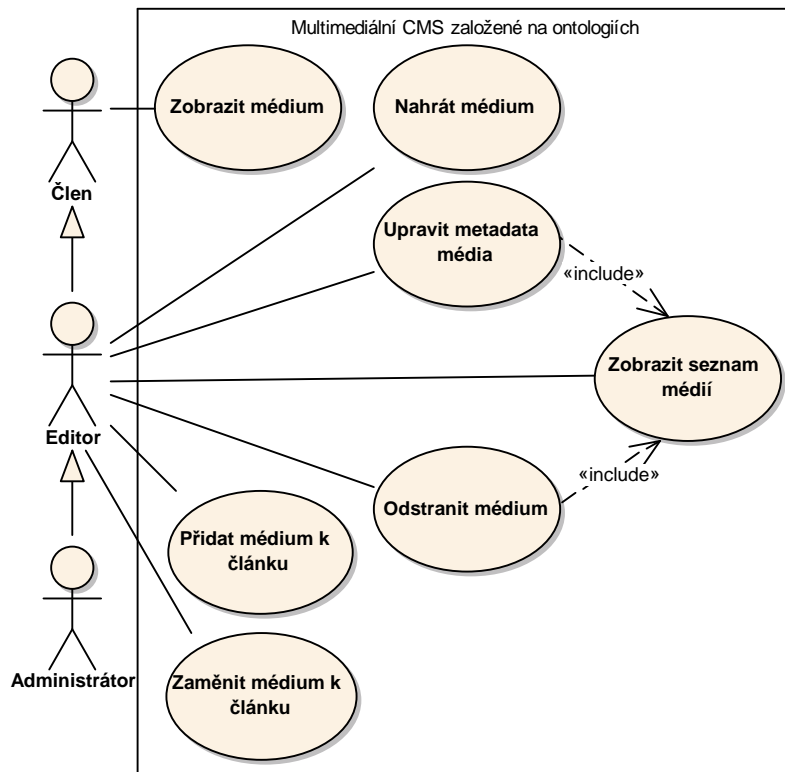 Multimediální CMS založené na ontologiích
Zobrazit médium
Nahrát médium
Člen
Upravit metadata
média
«include»
Zobrazit seznam
médií
Editor
«include»
Odstranit médium
Přidat médium k
článku
Administrátor
Zaměnit médium k
článku